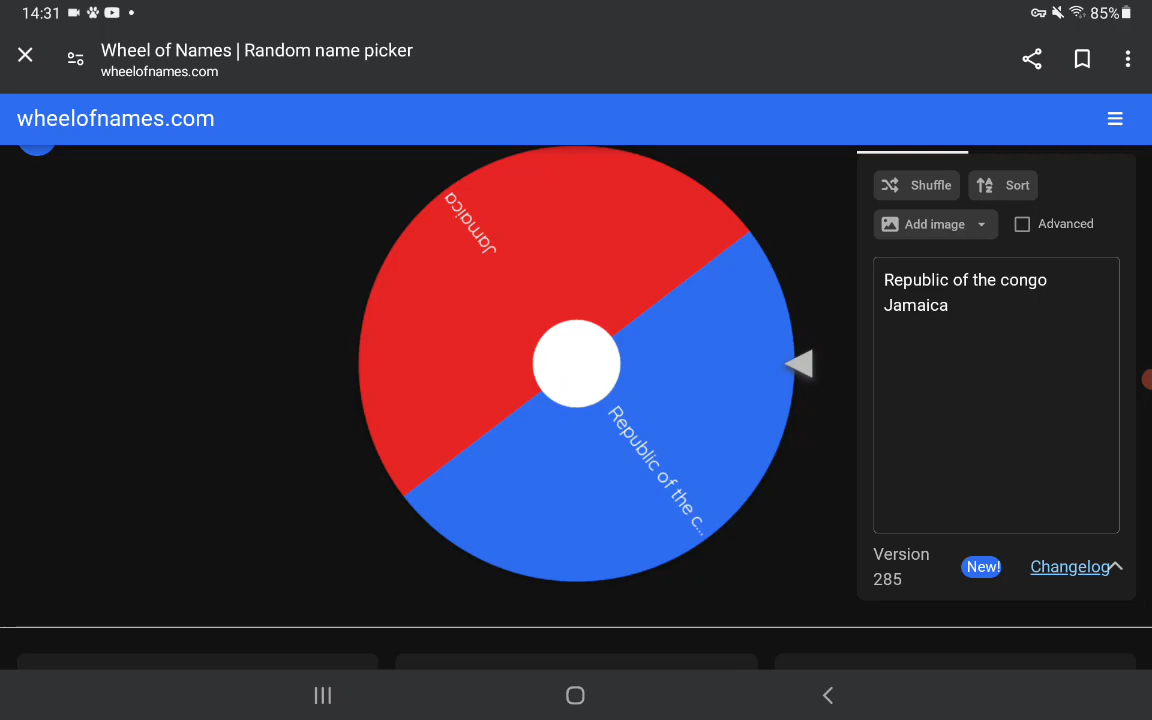 14:31
85%
Wheel of Names | Random name picker
wheelofnames.com
wheelofnames.com
Shuffle
Sort
Add image
Advanced
Republic of the congo
Jamaica
Jamaica
Republic of the c...
Version
285
New!
Changelog